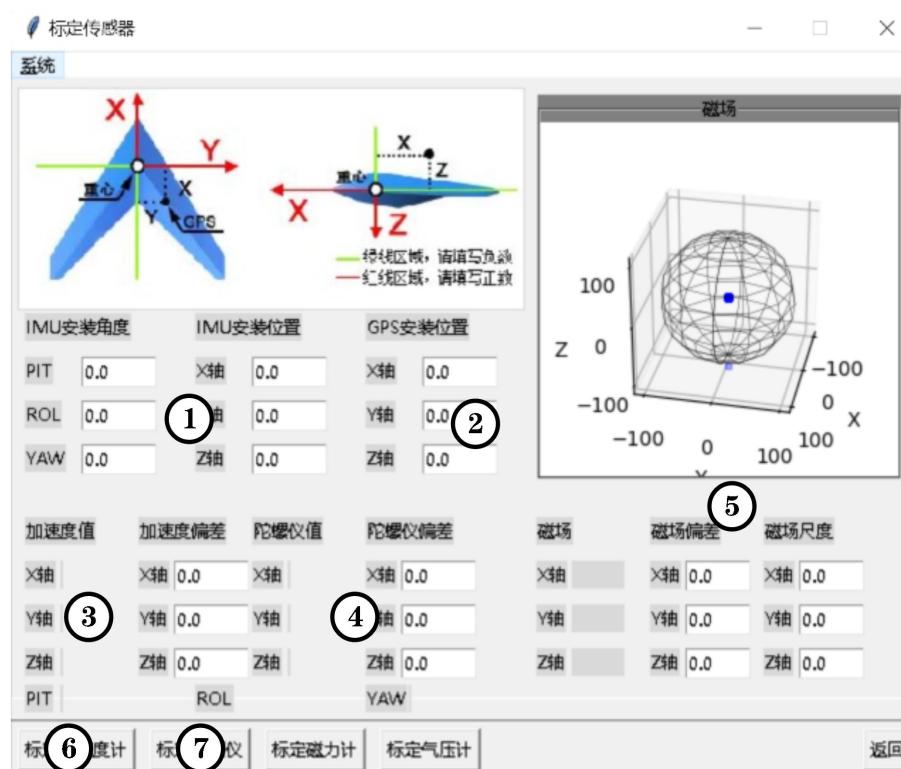 标定传感器
系统
X
Y
重心
X
Y
GPS
X
Z
重心
X
Z
绿线区域，请填写负数
红线区域，请填写正数
磁场
100
0
-100
Z
-100
0
100
Y
-100
0
100
X
IMU安装角度 IMU安装位置 GPS安装位置
PIT 0.0 X轴 0.0 X轴 0.0
ROL 0.0 1 轴 0.0 Y轴 0.0 2
YAW 0.0 Z轴 0.0 Z轴 0.0
5
加速度值 加速度偏差 陀螺仪值 陀螺仪偏差 磁场 磁场偏差 磁场尺度
X轴 X轴 0.0 X轴 X轴 0.0 X轴 X轴 0.0 X轴 0.0
Y轴 3 Y轴 0.0 Y轴 4 轴 0.0 Y轴 Y轴 0.0 Y轴 0.0
Z轴 Z轴 0.0 Z轴 Z轴 0.0 Z轴 Z轴 0.0 Z轴 0.0
PIT ROL YAW
标 6 度计 标 7 仪 标定磁力计 标定气压计 返回